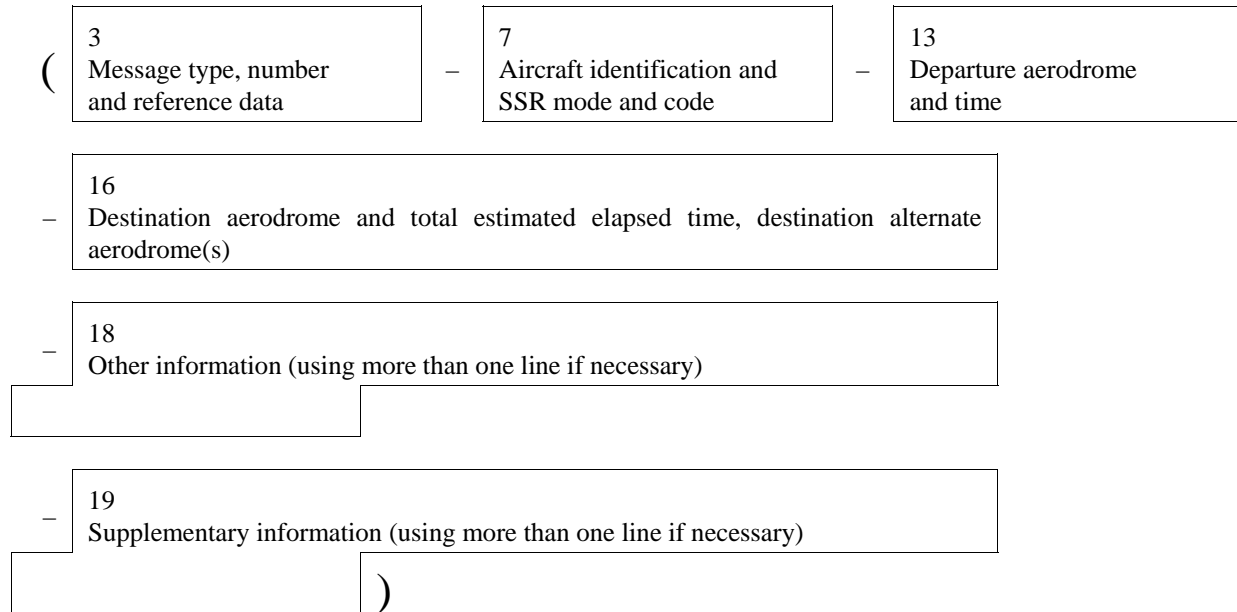 ( 3 – 7 – 13
Message type, number Aircraft identification and Departure aerodrome
and reference data SSR mode and code and time
– 16
Destination aerodrome and total estimated elapsed time, destination alternate
aerodrome(s)
– 18
Other information (using more than one line if necessary)
– 19
Supplementary information (using more than one line if necessary)
)